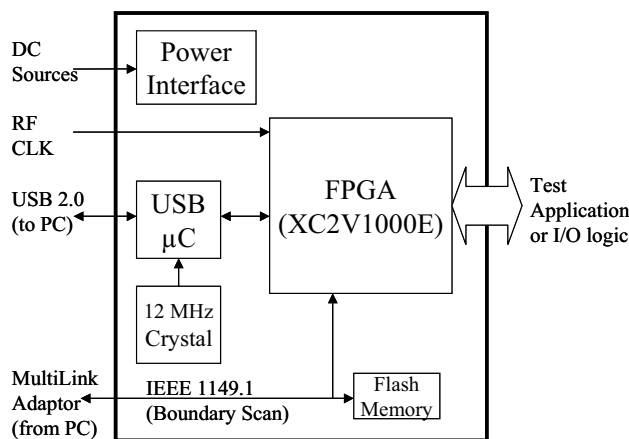 DC
Sources
Power
Interface
RF
CLK
USB 2.0
(to PC)
USB
µC
FPGA
(XC2V1000E)
Test
Application
or I/O logic
12 MHz
Crystal
MultiLink
Adaptor
(from PC)
IEEE 1149.1
(Boundary Scan)
Flash
Memory